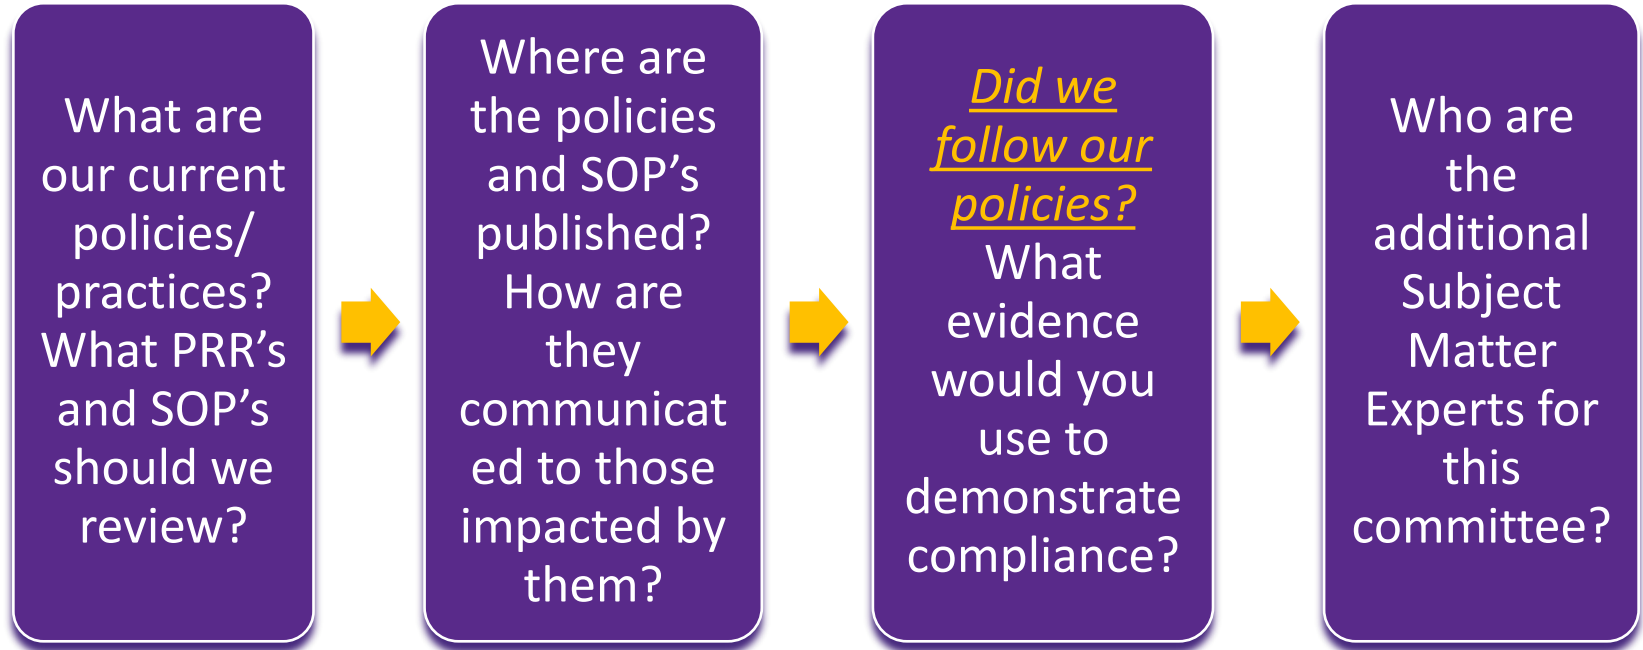 What are
our current
policies/
practices?
What PRR’s
and SOP’s
should we
review?
Where are
the policies
and SOP’s
published?
How are
they
communicat
ed to those
impacted by
them?
Did we
follow our
policies?
What
evidence
would you
use to
demonstrate
compliance?
Who are
the
additional
Subject
Matter
Experts for
this
committee?